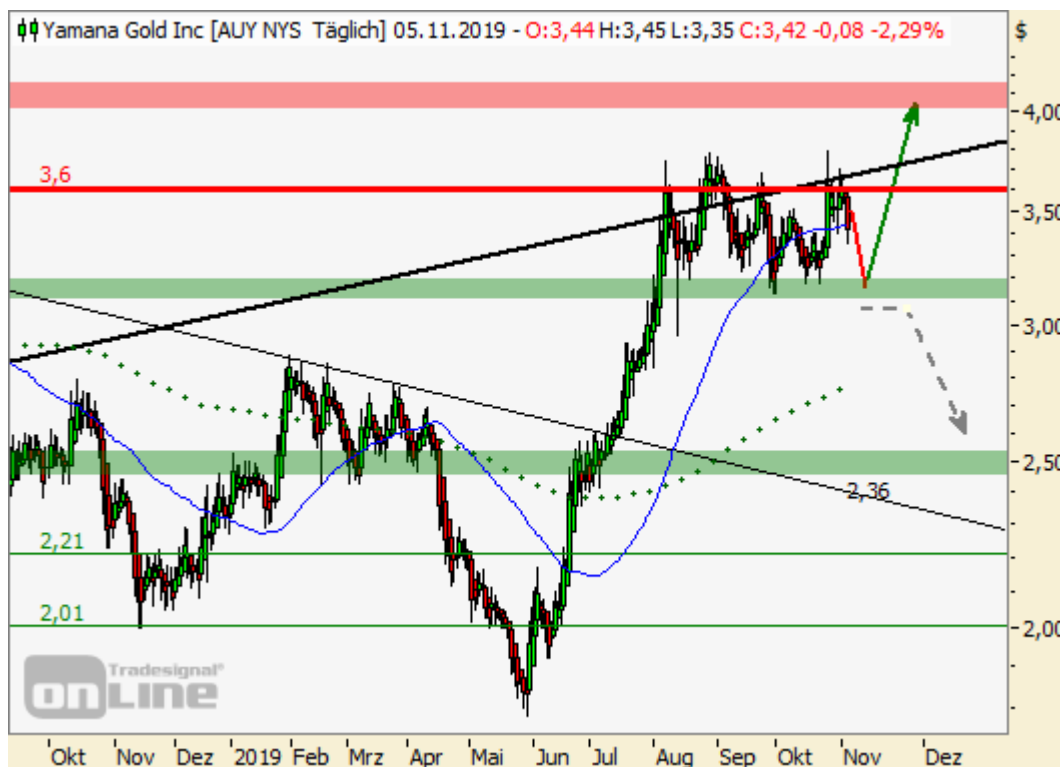 Yamana Gold Inc [AUY NYS Täglich] 05.11.2019 - O:3,44 H:3,45 L:3,35 C:3,42 -0,08 -2,29%
$
4,00
3,6
3,50
3,00
2,50
2,36
2,21
2,01
2,00
Tradesignal®
onLine
Okt Nov Dez 2019 Feb Mrz Apr Mai Jun Jul Aug Sep Okt Nov Dez